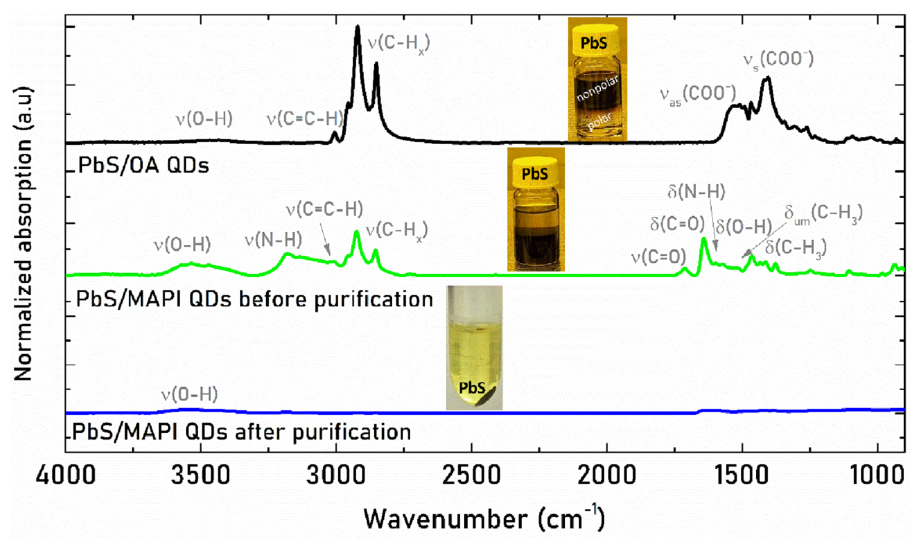 PbS
ν(C–Hₓ)
νₛ(COO⁻)
nonpolar
νₐₛ(COO⁻)
ν(O–H)
ν(C=C–H)
polar
PbS/OA QDs
PbS
δ(N–H)
ν(C=C–H)
δum(C–H₃)
ν(O–H)
ν(N–H)
ν(C–Hₓ)
δ(C=O)
δ(O–H)
ν(C=O)
δ(C–H₃)
PbS/MAPI QDs before purification
PbS
ν(O–H)
PbS/MAPI QDs after purification
Normalized absorption (a.u)
4000 3500 3000 2500 2000 1500 1000
Wavenumber (cm⁻¹)